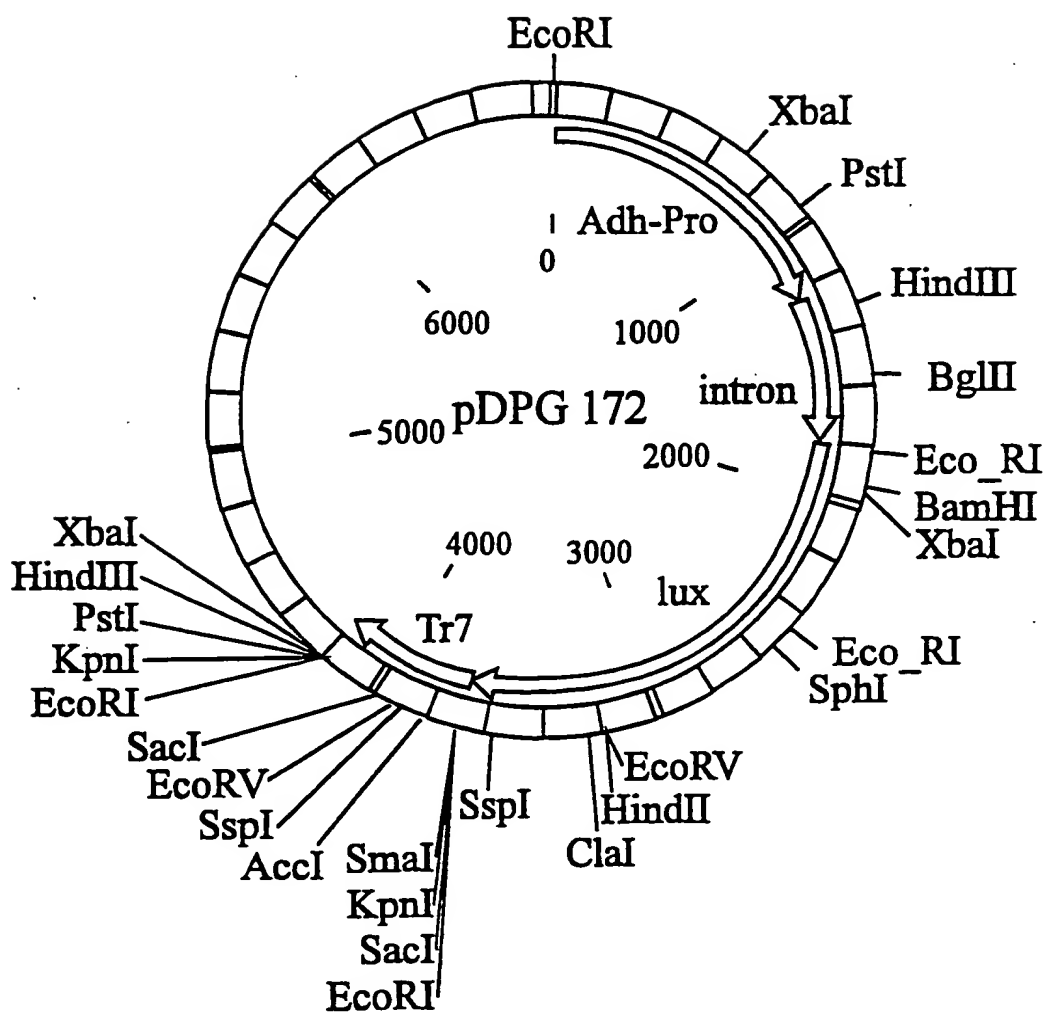 EcoRI
XbaI
PstI
Adh-Pro
0
HindIII
6000
1000
BglII
intron
pDPG 172
5000
2000
Eco_RI
BamHI
XbaI
4000
3000
XbaI
HindIII
lux
PstI
Tr7
KpnI
Eco_RI
EcoRI
SphI
SacI
EcoRV
EcoRV
SspI
HindII
SspI
AccI
ClaI
SmaI
KpnI
SacI
EcoRI